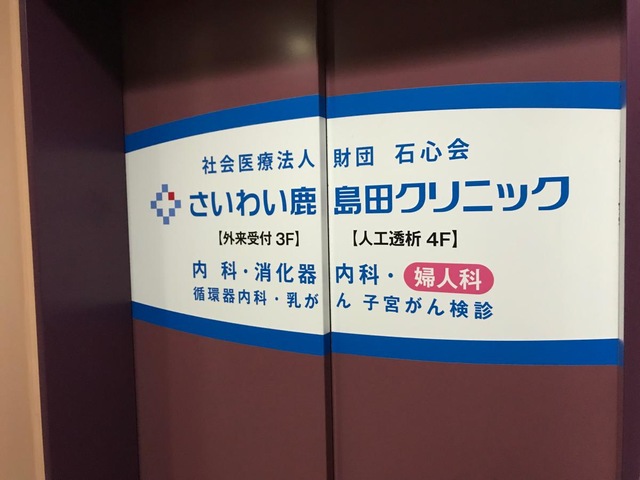 社会医療法人 財団 石心会
さいわい鹿島田クリニック
【外来受付 3F】 【人工透析 4F】
内 科・消化器 内科・婦人科
循環器内科・乳がん 子宮がん検診